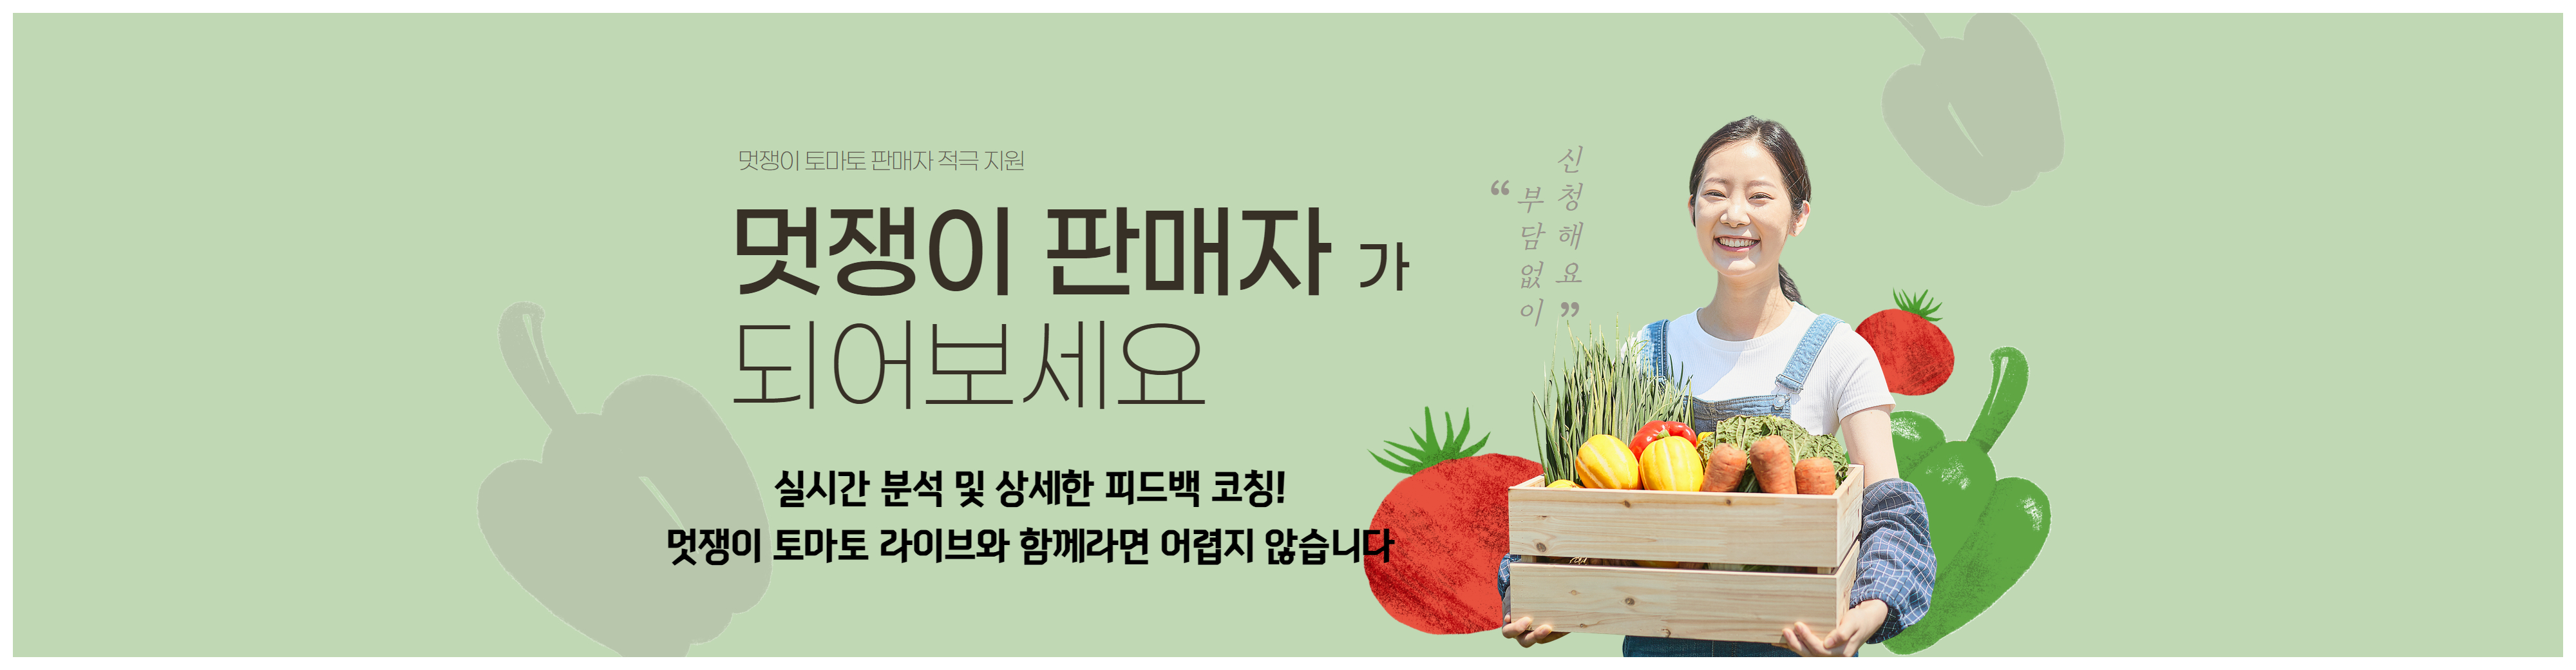 멋쟁이 토마토 판매자 적극 지원
멋쟁이 판매자 가
되어보세요
실시간 분석 및 상세한 피드백 코칭!
멋쟁이 토마토 라이브와 함께라면 어렵지 않습니다
“부담없이
신청해요”